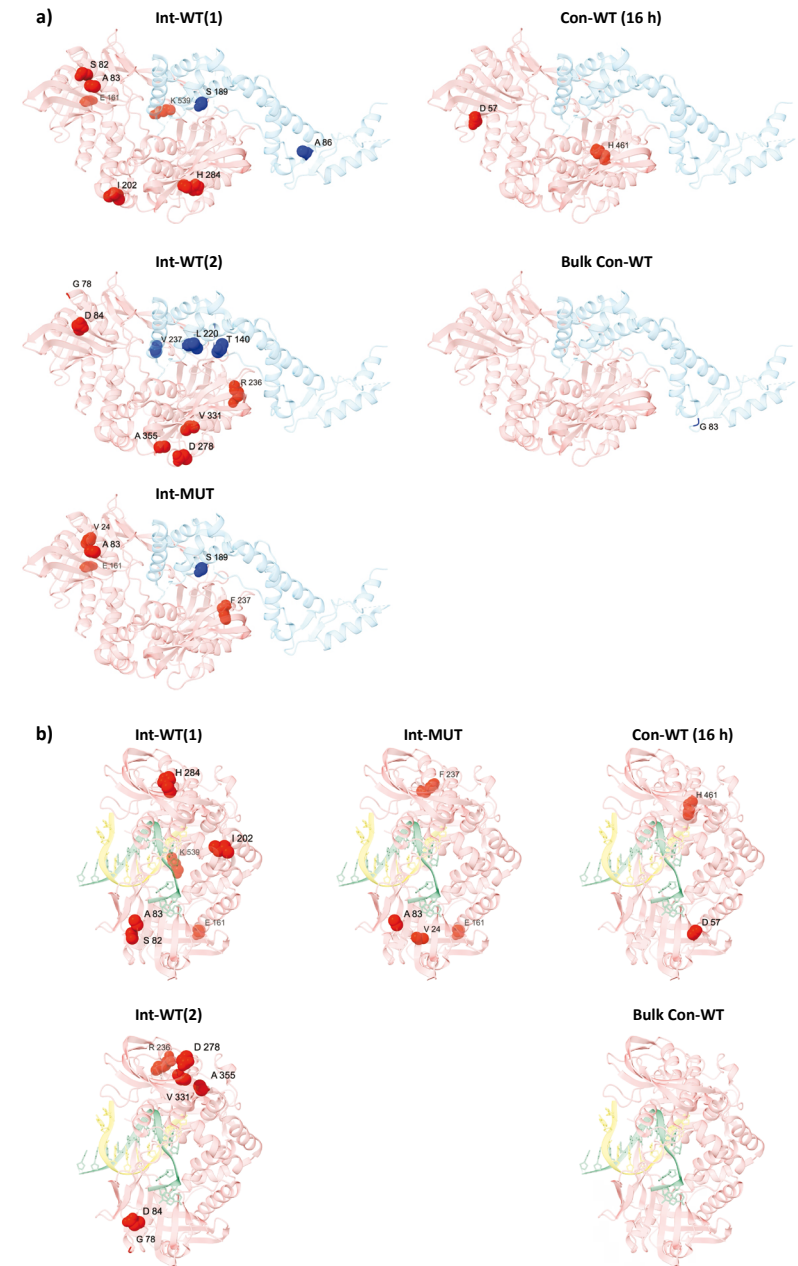 a)
Int-WT(1)
Con-WT (16 h)
S 82
A 83
E 161
K 539
S 189
A 86
I 202
H 284
D 57
H 461
Int-WT(2)
Bulk Con-WT
G 78
D 84
V 237
L 220
T 140
R 236
V 331
A 355
D 278
G 83
Int-MUT
V 24
A 83
E 161
S 189
F 237
b)
Int-WT(1)
Int-MUT
Con-WT (16 h)
H 284
I 202
K 539
A 83
S 82
E 161
F 237
A 83
V 24
E 161
H 461
D 57
Int-WT(2)
Bulk Con-WT
R 236
D 278
A 355
V 331
D 84
G 78